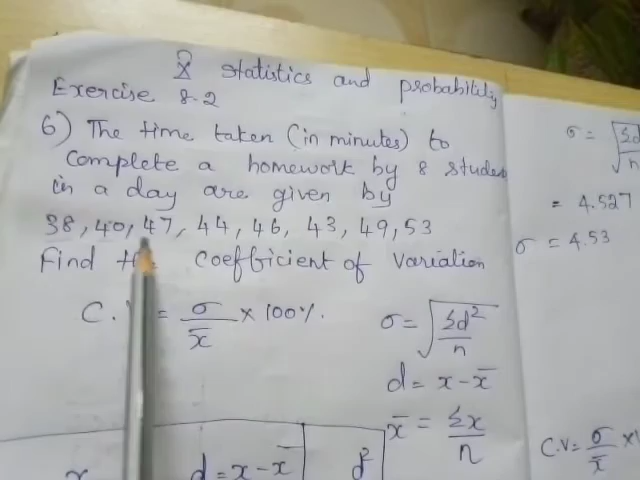 8 Statistics and probability
Exercise 8.2
6) The time taken (in minutes) to
complete a homework by 8 student
in a day are given by
38, 40, 47, 44, 46, 43, 49, 53
Find the coefficient of variation
C.V = σ/x̄ × 100%.
σ = √Σd²/n
d = x - x̄
x̄ = Σx/n
x d = x - x̄ d²
σ = √Σd/n
= 4.527
σ = 4.53
C.V = σ/x̄ ×